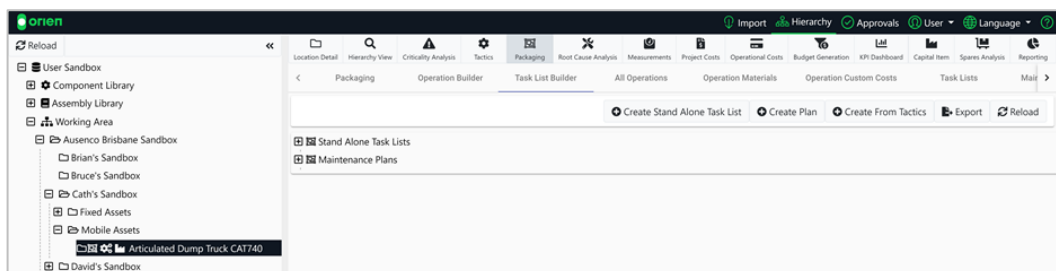 orien
Import Hierarchy Approvals User Language
Reload
Location Detail Hierarchy View Criticality Analysis Tactics Packaging Root Cause Analysis Measurements Project Costs Operational Costs Budget Generation KPI Dashboard Capital Item Spares Analysis Reporting
Packaging Operation Builder Task List Builder All Operations Operation Materials Operation Custom Costs Task Lists
Create Stand Alone Task List Create Plan Create From Tactics Export Reload
Stand Alone Task Lists
Maintenance Plans
User Sandbox
Component Library
Assembly Library
Working Area
Ausenco Brisbane Sandbox
Brian's Sandbox
Bruce's Sandbox
Cath's Sandbox
Fixed Assets
Mobile Assets
Articulated Dump Truck CAT740
David's Sandbox